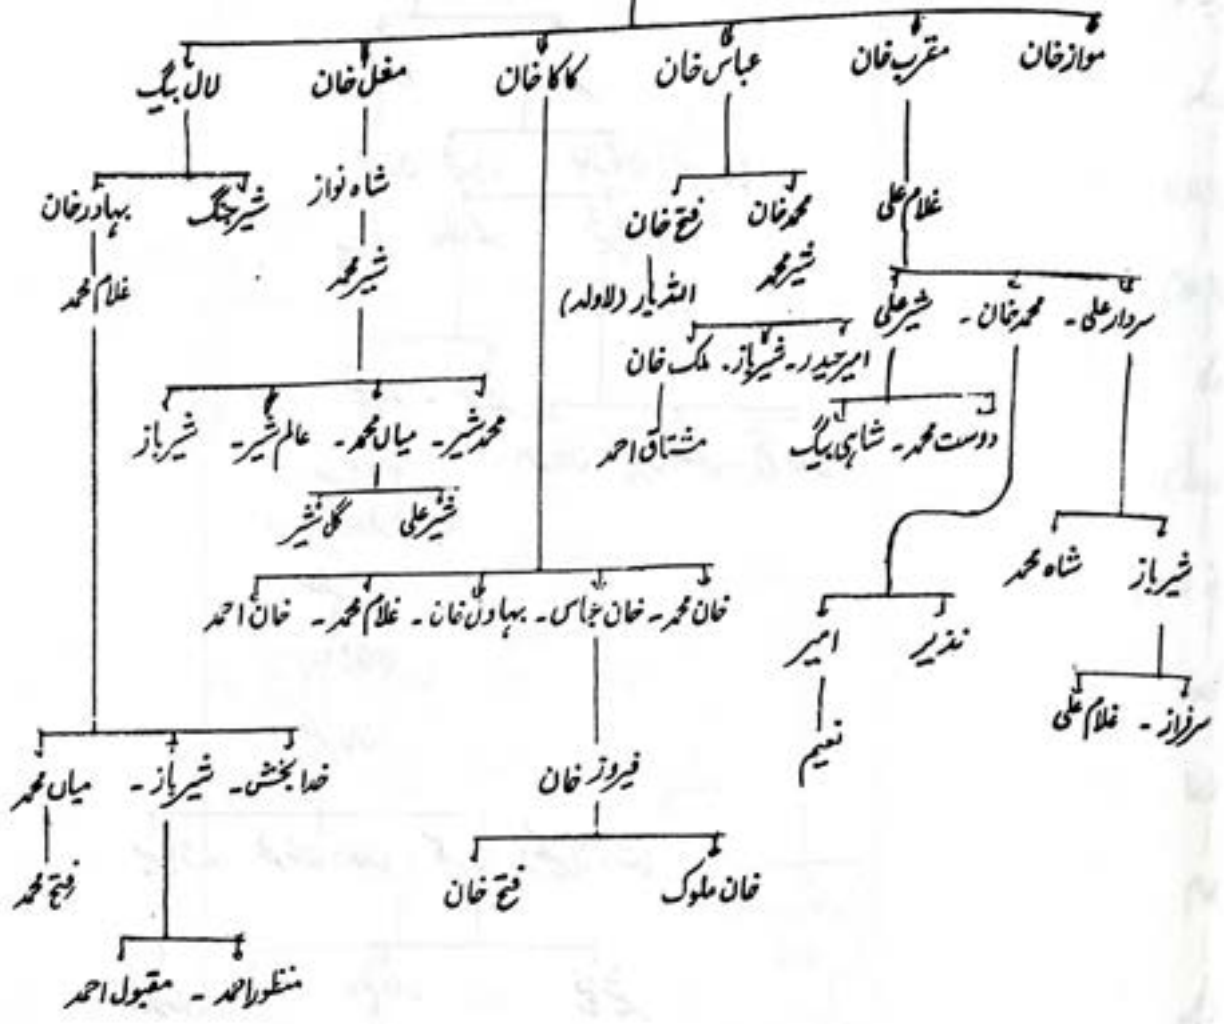 موازخان مقرب خان عباس خان کاکا خان مغل خان لال بیگ
غلام علی محمد خان فتح خان شاہ نواز شیر جنگ بہادر خان
سردار علی - محمد خان - شیر علی شیر محمد اللہ یار (لاولد) شیر محمد غلام محمد
امیر حیدر - شیر باز - ملک خان
دوست محمد - شاہی بیگ مشتاق احمد محمد شیر - میاں محمد - عالم شیر - شیر باز
شیر علی گل شیر
شیر باز شاہ محمد
خان محمد - خان عباس - بہاول خان - غلام محمد - خان احمد
نذیر امیر
سرفراز - غلام علی
نعیم
فیروز خان خدا بخش - شیر باز - میاں محمد
خان ملوک فتح خان فتح محمد
منظور احمد - مقبول احمد